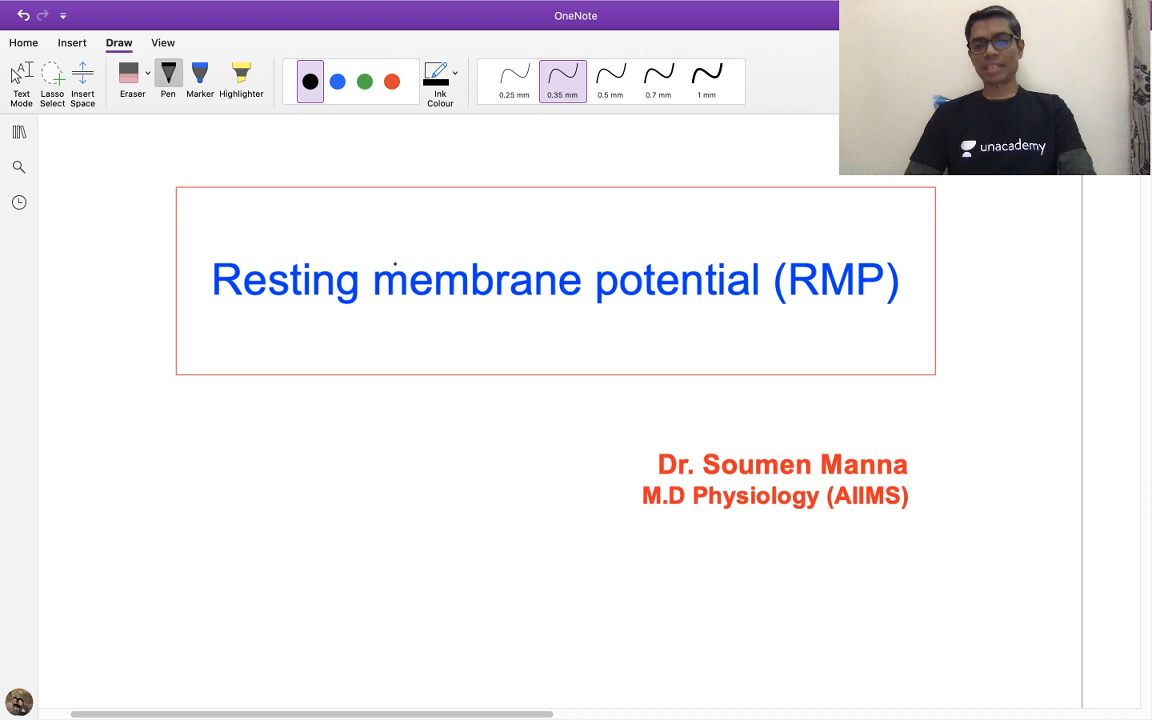 OneNote
Home Insert Draw View
Text Mode
Lasso Select
Insert Space
Eraser
Pen
Marker
Highlighter
Ink Colour
0.25 mm
0.35 mm
0.5 mm
0.7 mm
1 mm
unacademy
Resting membrane potential (RMP)
Dr. Soumen Manna
M.D Physiology (AIIMS)